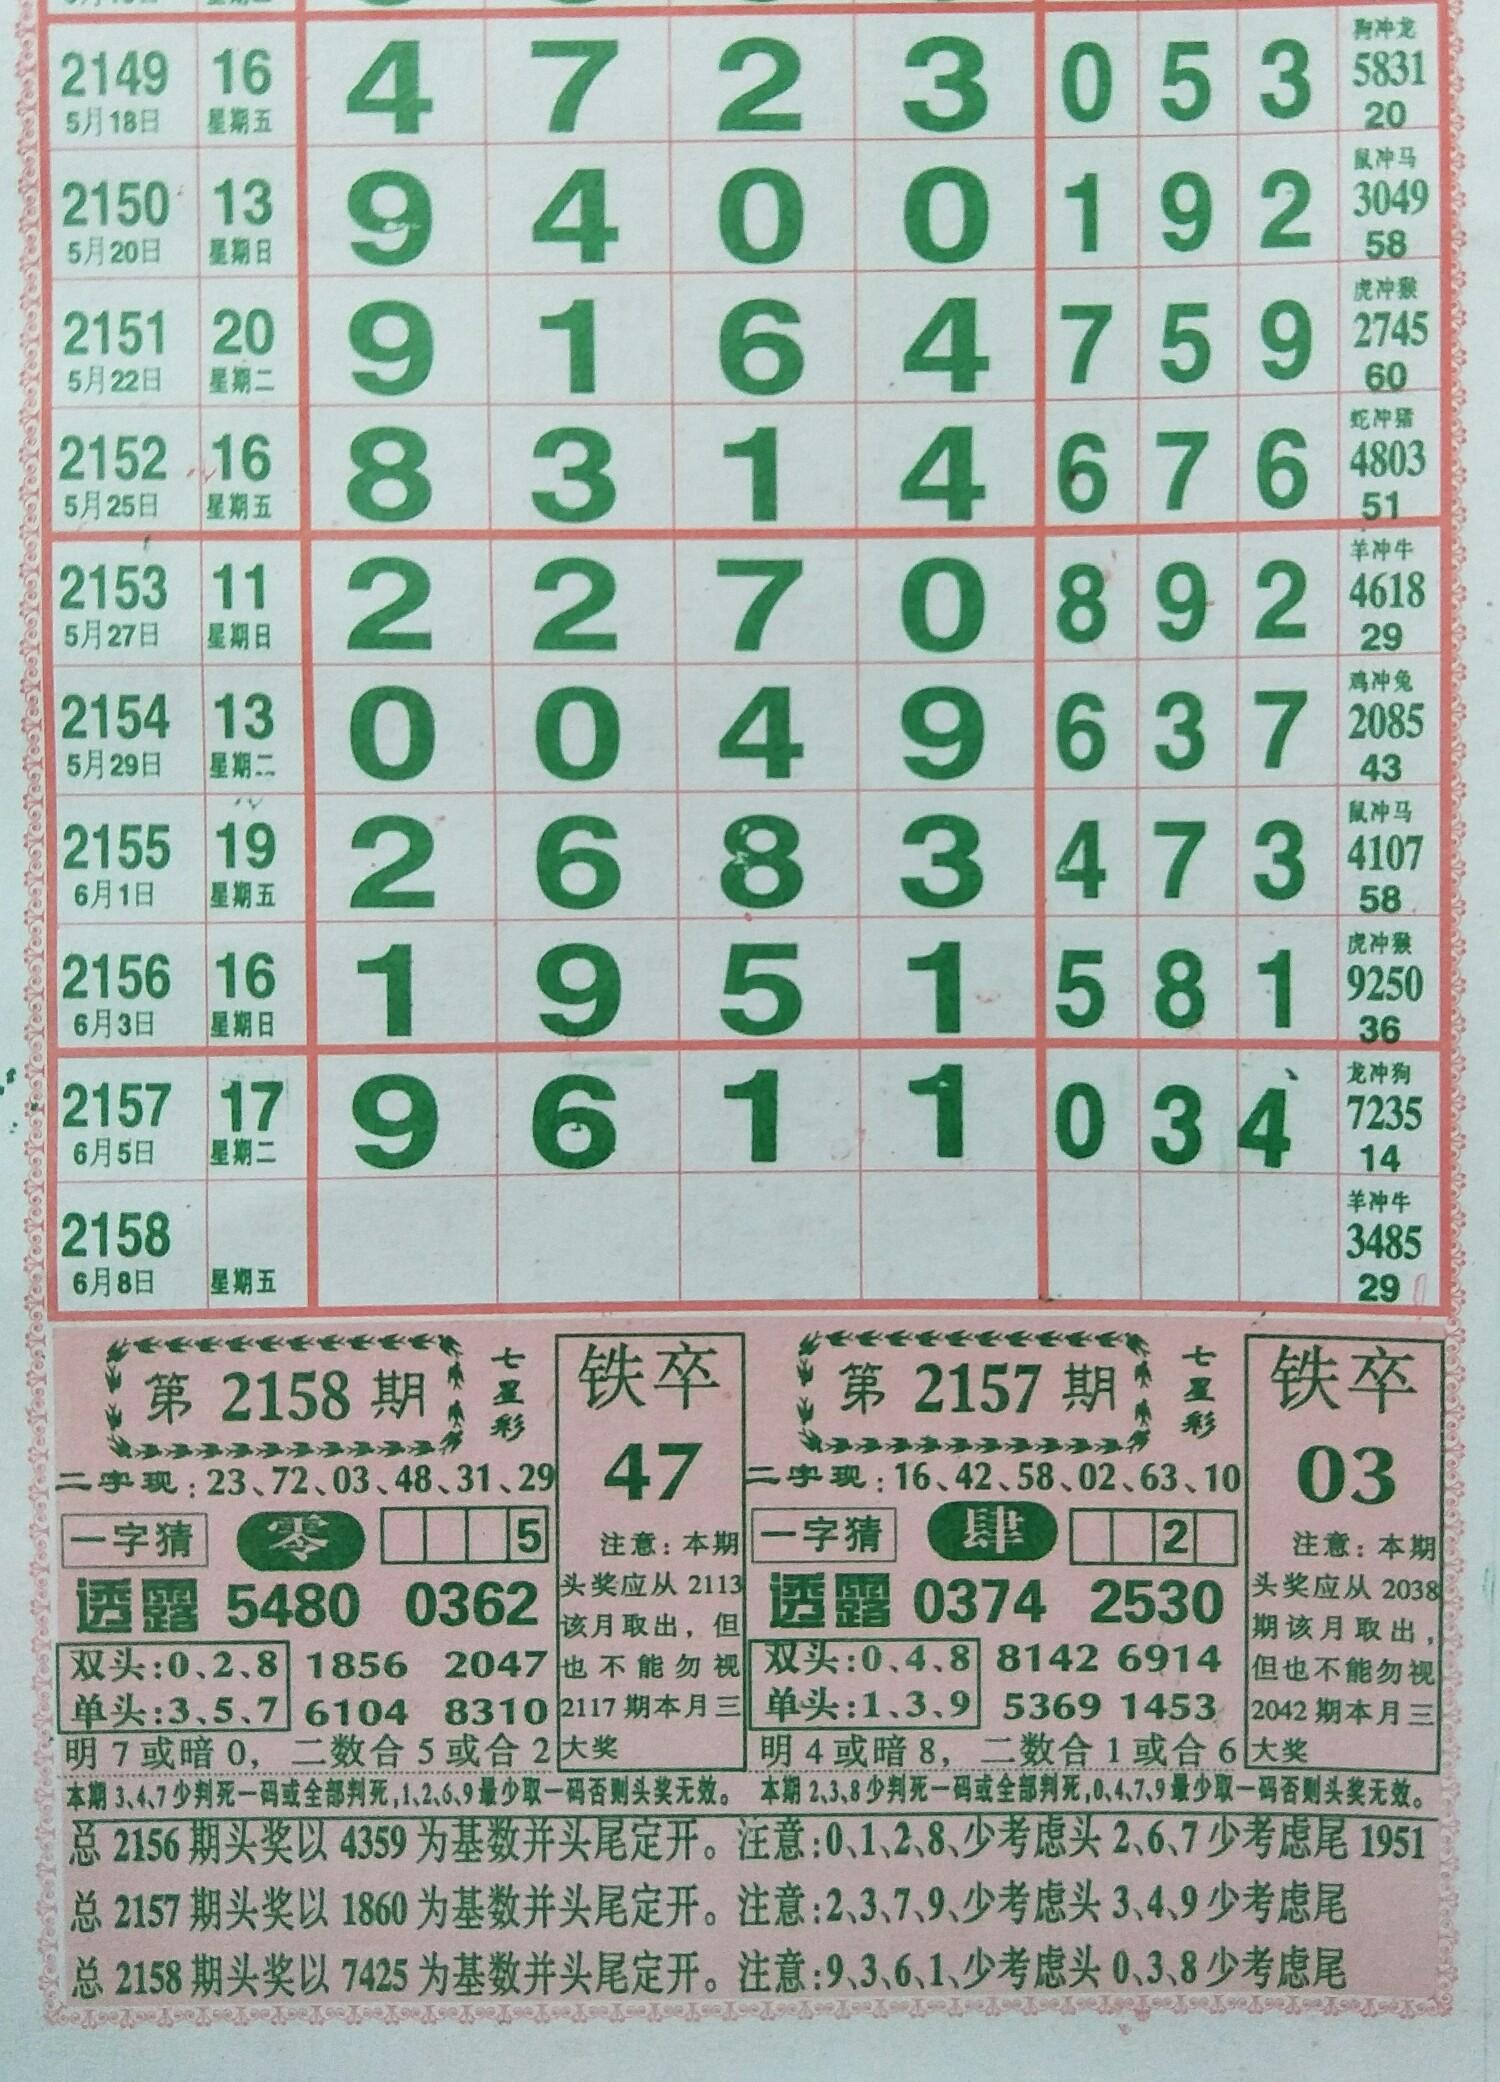 狗冲龙
2149 16 4 7 2 3 0 5 3 5831
5月18日 星期五 20
鼠冲马
2150 13 9 4 0 0 1 9 2 3049
5月20日 星期日 58
虎冲猴
2151 20 9 1 6 4 7 5 9 2745
5月22日 星期二 60
蛇冲猪
2152 16 8 3 1 4 6 7 6 4803
5月25日 星期五 51
羊冲牛
2153 11 2 2 7 0 8 9 2 4618
5月27日 星期日 29
鸡冲兔
2154 13 0 0 4 9 6 3 7 2085
5月29日 星期二 43
鼠冲马
2155 19 2 6 8 3 4 7 3 4107
6月1日 星期五 58
虎冲猴
2156 16 1 9 5 1 5 8 1 9250
6月3日 星期日 36
龙冲狗
2157 17 9 6 1 1 0 3 4 7235
6月5日 星期二 14
羊冲牛
2158 3485
6月8日 星期五 29
第2158期 七星彩
二字现:23、72、03、48、31、29
一字猜 零 5
透露 5480 0362
双头:0、2、8 1856 2047
单头:3、5、7 6104 8310
明7或暗0, 二数合5或合2
铁卒
47
注意:本期
头奖应从2113
该月取出,但
也不能勿视
2117期本月三
大奖
第2157期 七星彩
二字现:16、42、58、02、63、10
一字猜 肆 2
透露 0374 2530
双头:0、4、8 8142 6914
单头:1、3、9 5369 1453
明4或暗8, 二数合1或合6
铁卒
03
注意:本期
头奖应从2038
期该月取出,
但也不能勿视
2042期本月三
大奖
本期3、4、7少判死一码或全部判死,1、2、6、9最少取一码否则头奖无效。 本期2、3、8少判死一码或全部判死,0、4、7、9最少取一码否则头奖无效。
总2156期头奖以4359为基数并头尾定开。注意:0、1、2、8、少考虑头2、6、7少考虑尾1951
总2157期头奖以1860为基数并头尾定开。注意:2、3、7、9、少考虑头3、4、9少考虑尾
总2158期头奖以7425为基数并头尾定开。注意:9、3、6、1、少考虑头0、3、8少考虑尾